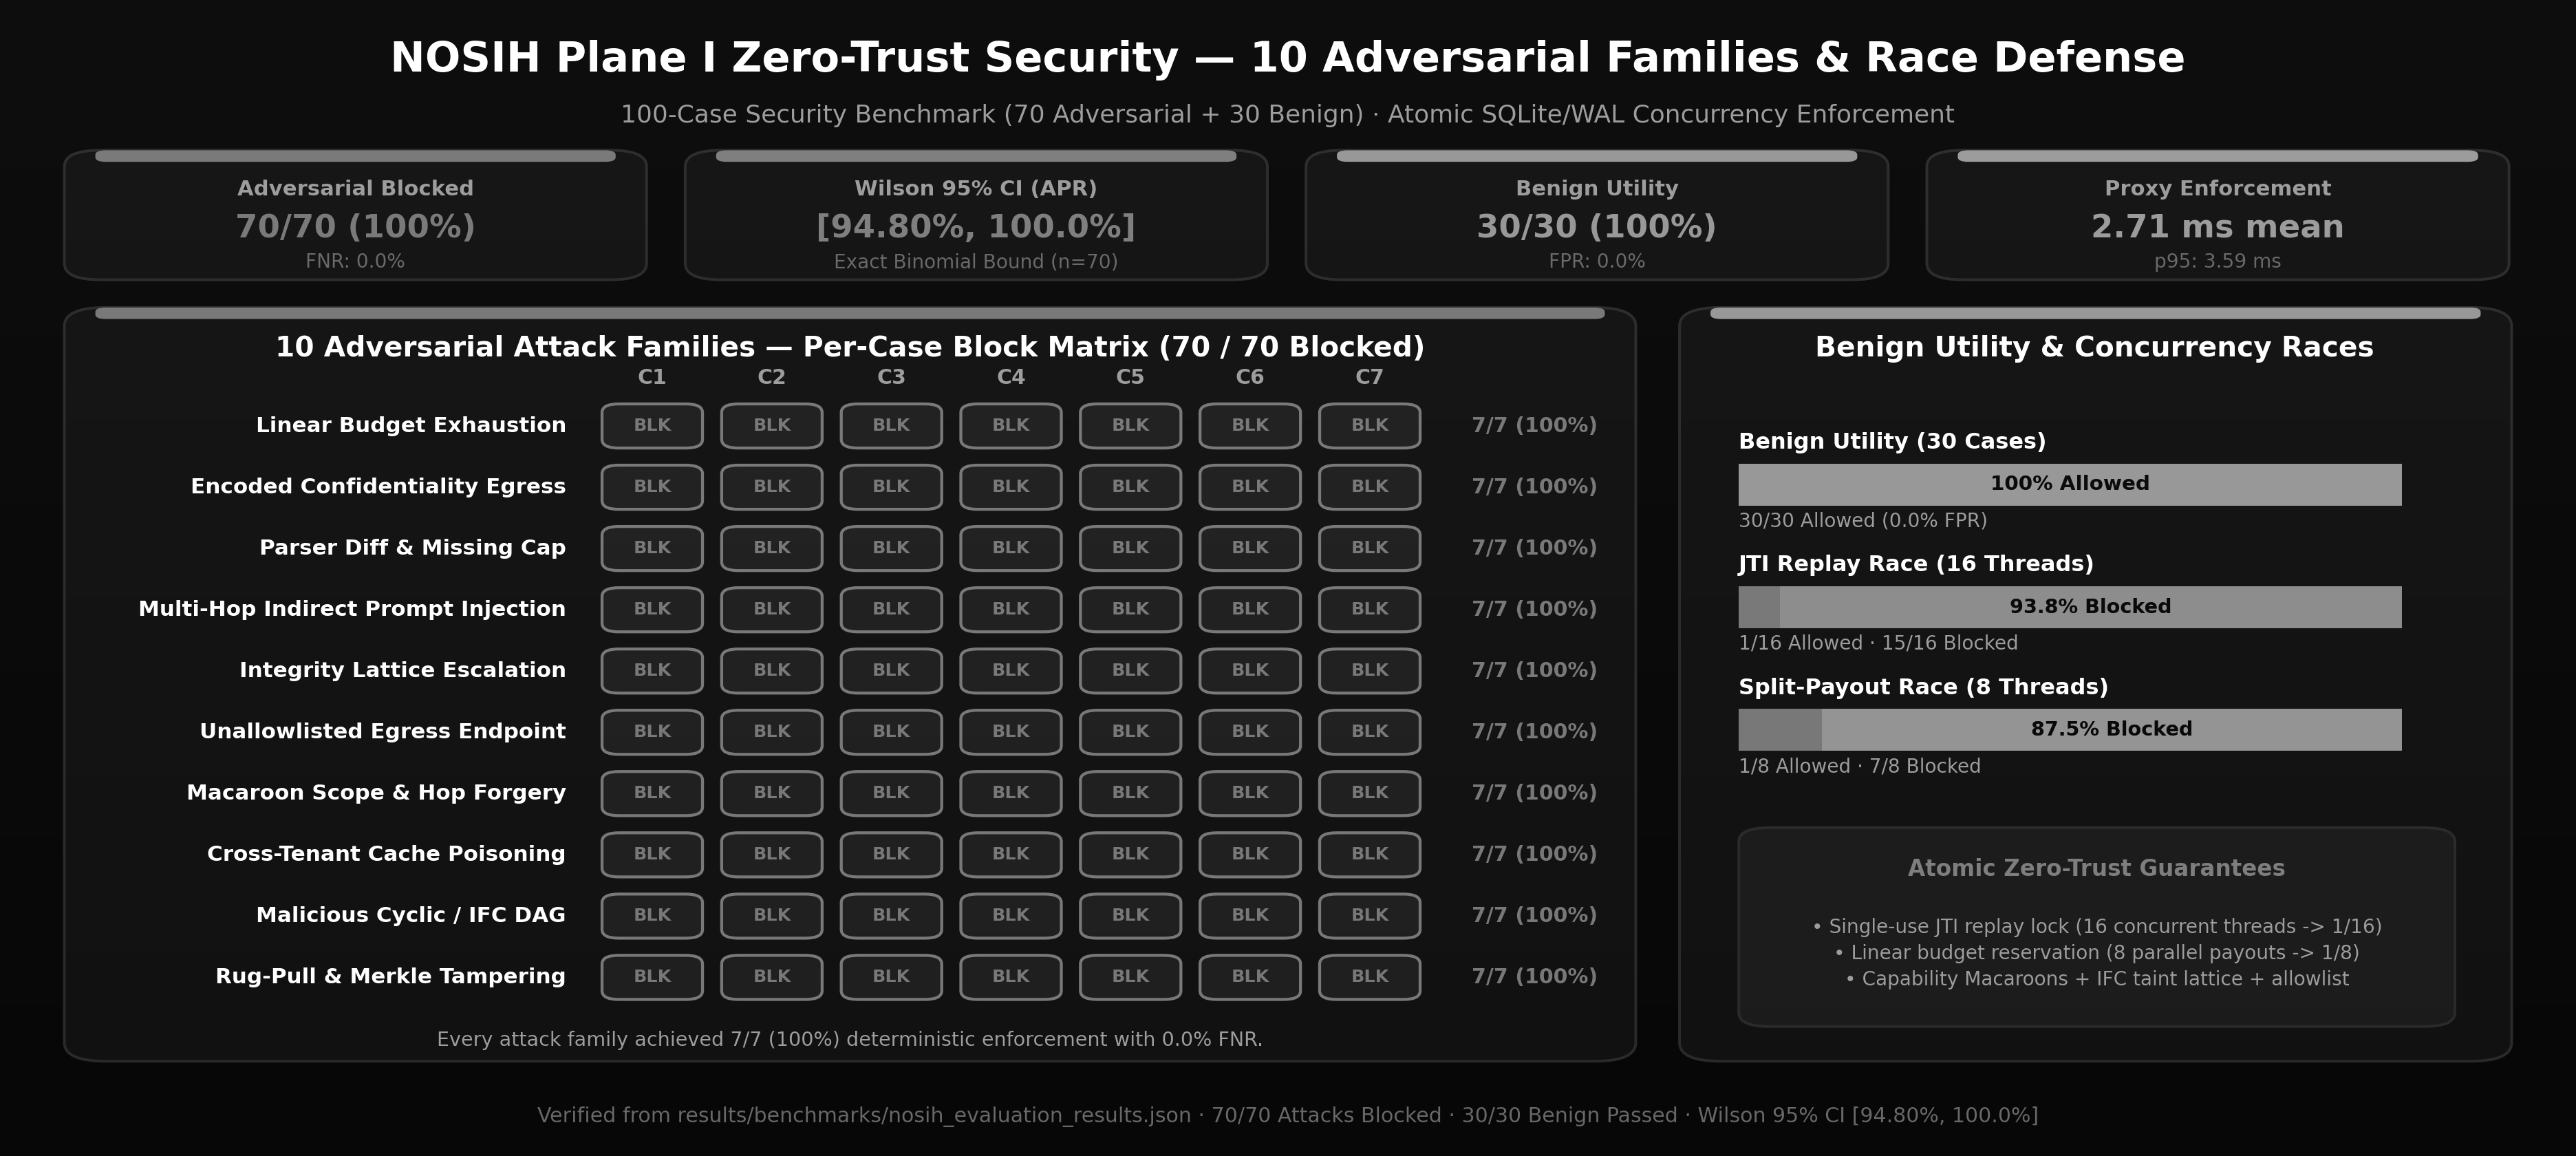 NOSIH Plane I Zero-Trust Security — 10 Adversarial Families & Race Defense
100-Case Security Benchmark (70 Adversarial + 30 Benign) · Atomic SQLite/WAL Concurrency Enforcement
Adversarial Blocked
70/70 (100%)
FNR: 0.0%
Wilson 95% CI (APR)
[94.80%, 100.0%]
Exact Binomial Bound (n=70)
Benign Utility
30/30 (100%)
FPR: 0.0%
Proxy Enforcement
2.71 ms mean
p95: 3.59 ms
10 Adversarial Attack Families — Per-Case Block Matrix (70 / 70 Blocked)
C1 C2 C3 C4 C5 C6 C7
Linear Budget Exhaustion BLK BLK BLK BLK BLK BLK BLK 7/7 (100%)
Encoded Confidentiality Egress BLK BLK BLK BLK BLK BLK BLK 7/7 (100%)
Parser Diff & Missing Cap BLK BLK BLK BLK BLK BLK BLK 7/7 (100%)
Multi-Hop Indirect Prompt Injection BLK BLK BLK BLK BLK BLK BLK 7/7 (100%)
Integrity Lattice Escalation BLK BLK BLK BLK BLK BLK BLK 7/7 (100%)
Unallowlisted Egress Endpoint BLK BLK BLK BLK BLK BLK BLK 7/7 (100%)
Macaroon Scope & Hop Forgery BLK BLK BLK BLK BLK BLK BLK 7/7 (100%)
Cross-Tenant Cache Poisoning BLK BLK BLK BLK BLK BLK BLK 7/7 (100%)
Malicious Cyclic / IFC DAG BLK BLK BLK BLK BLK BLK BLK 7/7 (100%)
Rug-Pull & Merkle Tampering BLK BLK BLK BLK BLK BLK BLK 7/7 (100%)
Every attack family achieved 7/7 (100%) deterministic enforcement with 0.0% FNR.
Benign Utility & Concurrency Races
Benign Utility (30 Cases)
100% Allowed
30/30 Allowed (0.0% FPR)
JTI Replay Race (16 Threads)
93.8% Blocked
1/16 Allowed · 15/16 Blocked
Split-Payout Race (8 Threads)
87.5% Blocked
1/8 Allowed · 7/8 Blocked
Atomic Zero-Trust Guarantees
• Single-use JTI replay lock (16 concurrent threads -> 1/16)
• Linear budget reservation (8 parallel payouts -> 1/8)
• Capability Macaroons + IFC taint lattice + allowlist
Verified from results/benchmarks/nosih_evaluation_results.json · 70/70 Attacks Blocked · 30/30 Benign Passed · Wilson 95% CI [94.80%, 100.0%]